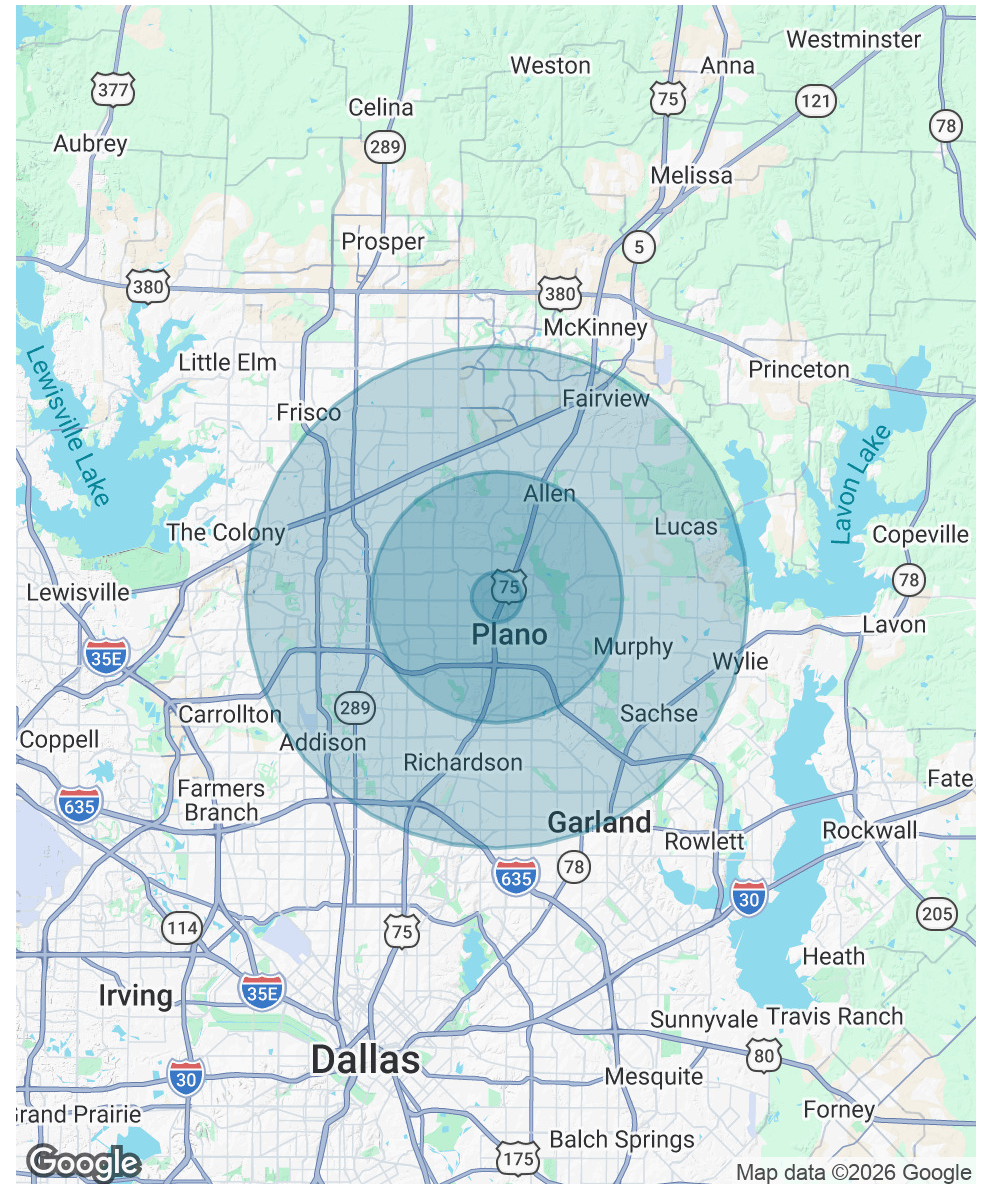 Westminster
Weston
Anna
377
75
121
Celina
78
Aubrey
289
Melissa
Prosper
5
380
380
McKinney
Little Elm
Princeton
Fairview
Frisco
Lewisville Lake
Lavon Lake
Allen
Lucas
The Colony
Copeville
75
78
Lewisville
Lavon
Plano
Murphy
35E
Wylie
289
Carrollton
Sachse
Coppell
Addison
Richardson
Fate
Farmers
Branch
635
Garland
Rockwall
Rowlett
78
635
30
205
114
75
Heath
Irving
35E
Sunnyvale
Travis Ranch
Dallas
80
30
Mesquite
Grand Prairie
Forney
Balch Springs
175
Google
Map data ©2026 Google